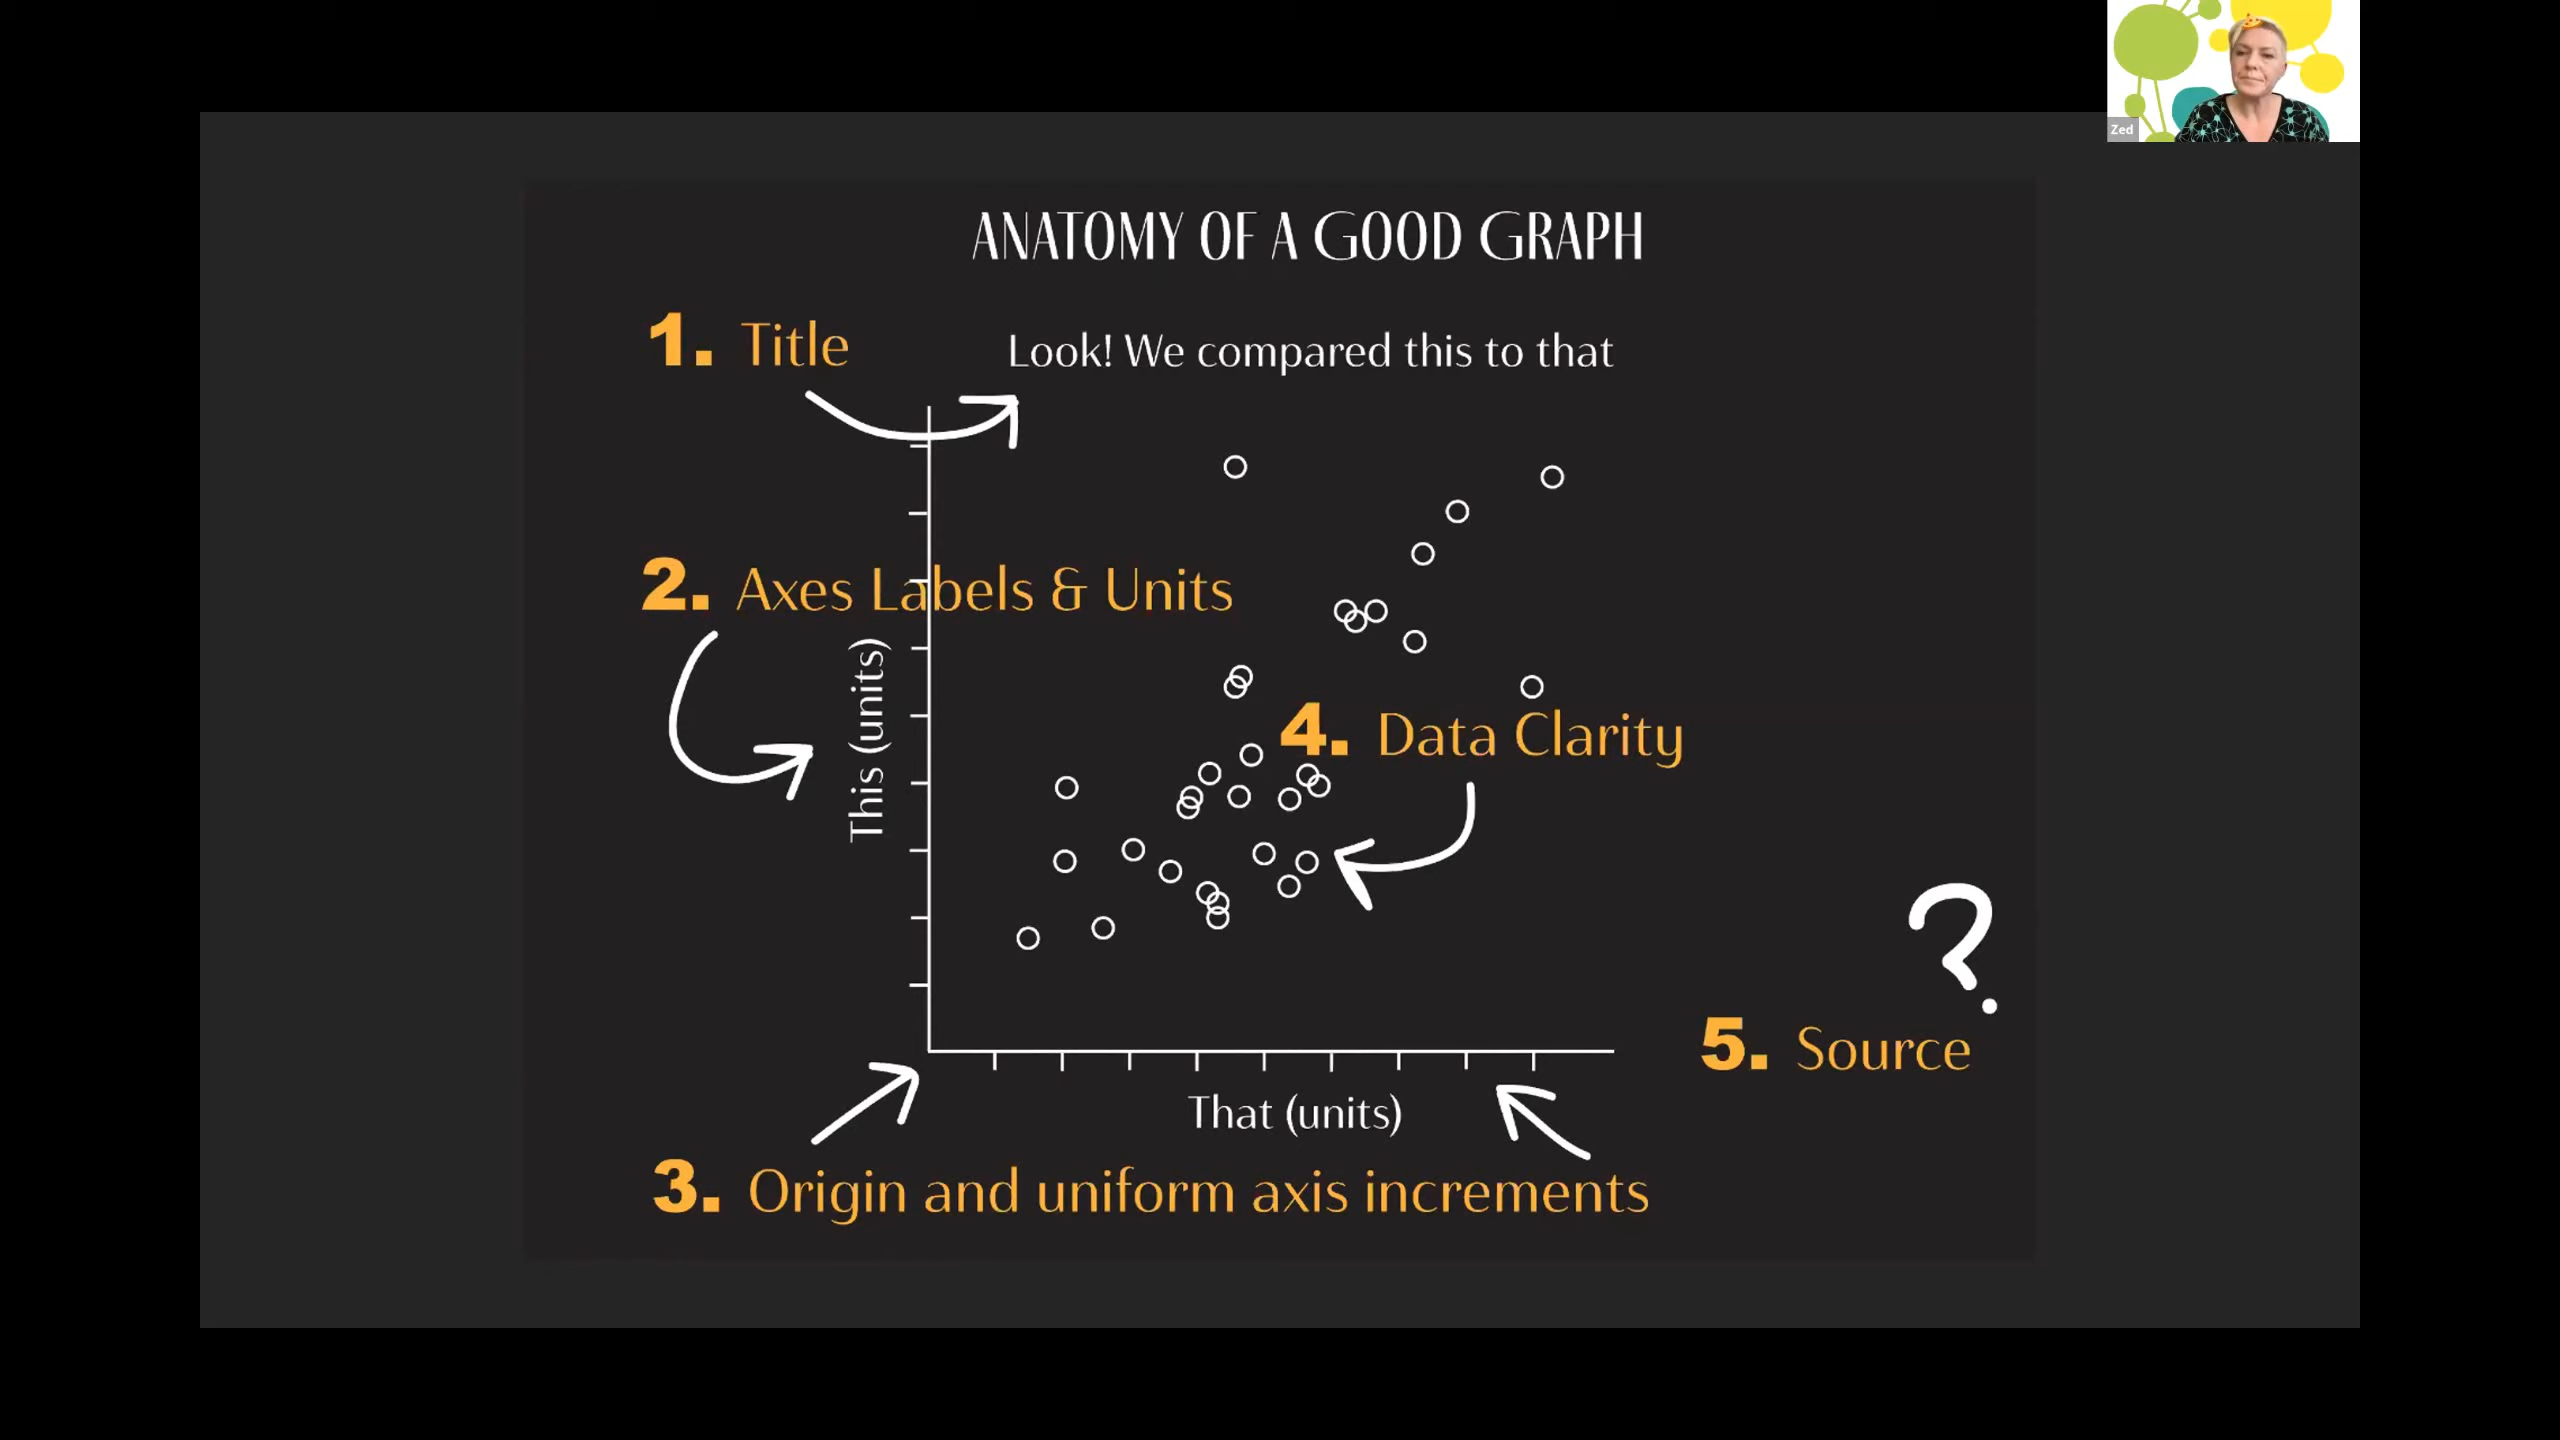 Zed
ANATOMY OF A GOOD GRAPH
1. Title
Look! We compared this to that
2. Axes Labels & Units
This (units)
4. Data Clarity
?
5. Source
That (units)
3. Origin and uniform axis increments